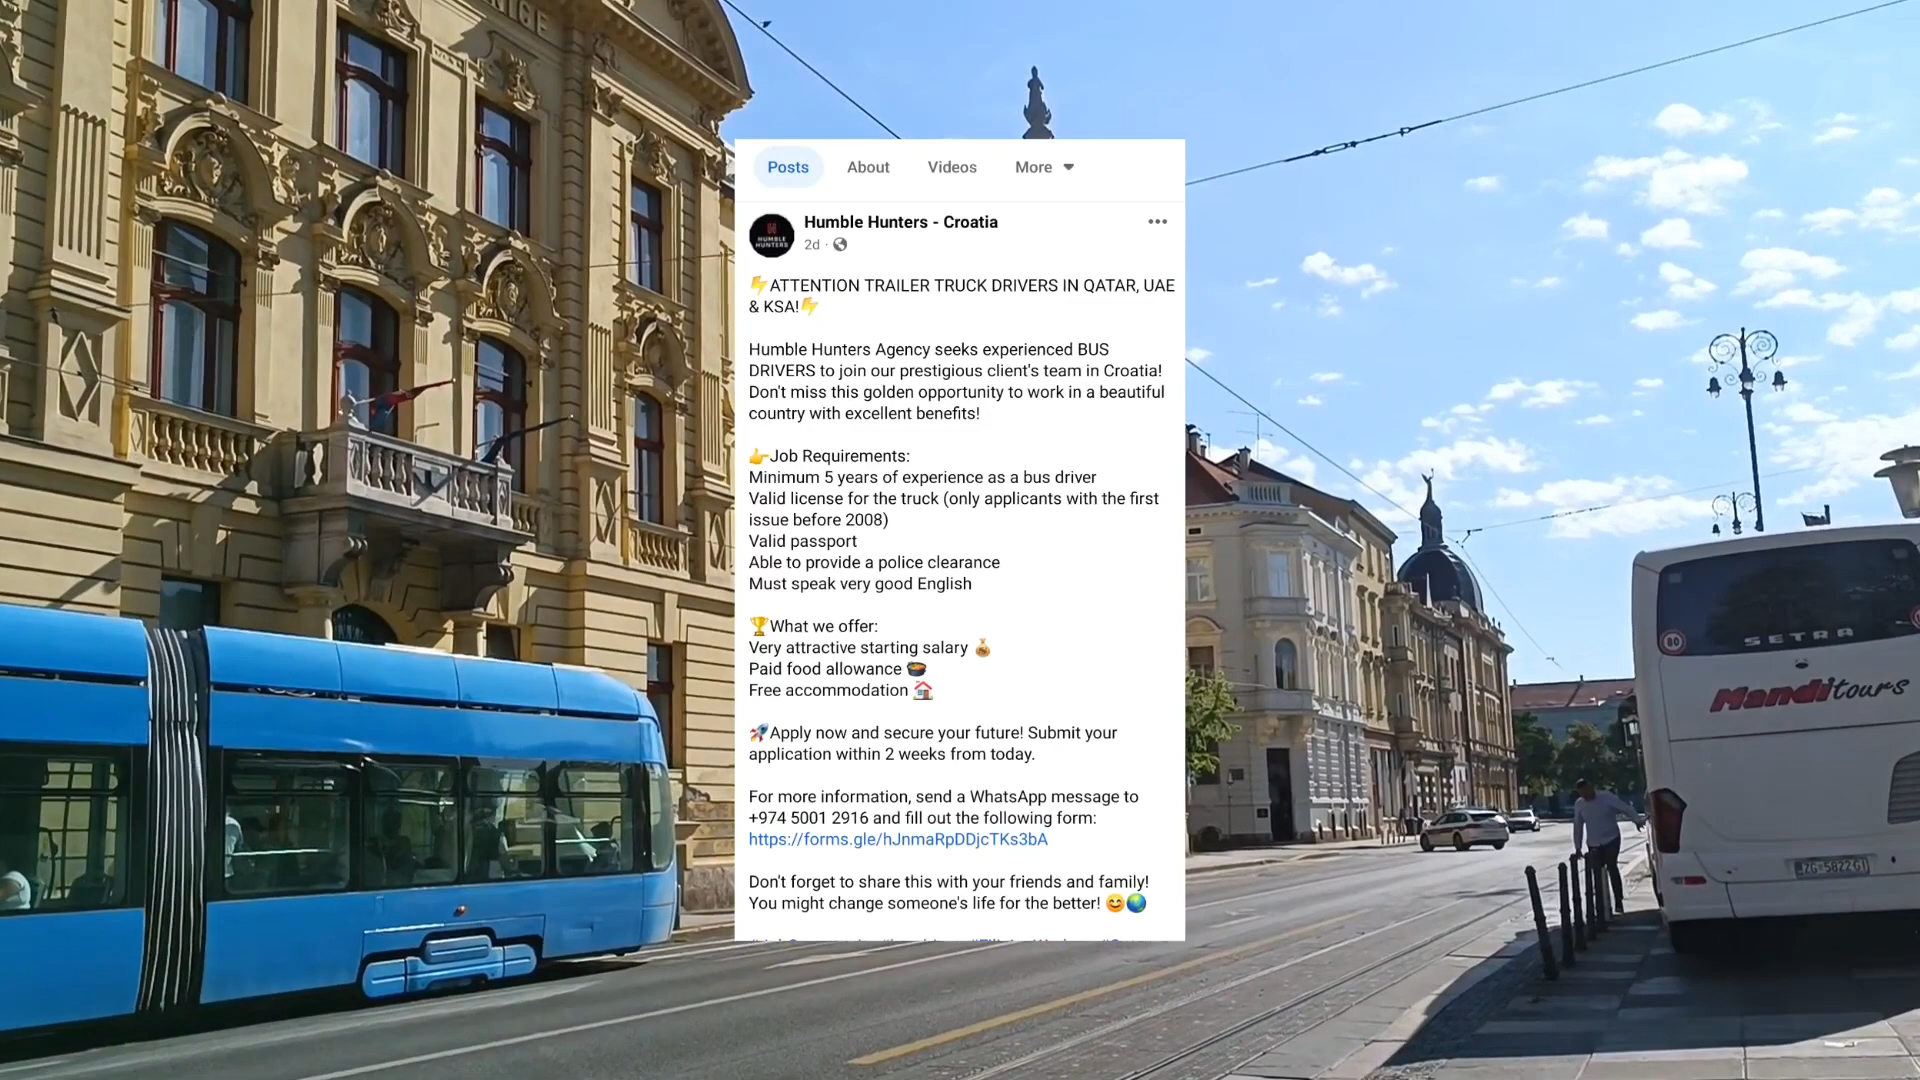 NIGE
Posts About Videos More
HUMBLE HUNTERS
Humble Hunters - Croatia
2d ·
⚡ATTENTION TRAILER TRUCK DRIVERS IN QATAR, UAE
& KSA!⚡
Humble Hunters Agency seeks experienced BUS
DRIVERS to join our prestigious client's team in Croatia!
Don't miss this golden opportunity to work in a beautiful
country with excellent benefits!
👉Job Requirements:
Minimum 5 years of experience as a bus driver
Valid license for the truck (only applicants with the first
issue before 2008)
Valid passport
Able to provide a police clearance
Must speak very good English
🏆What we offer:
Very attractive starting salary 💰
Paid food allowance 🍲
Free accommodation 🏠
🚀Apply now and secure your future! Submit your
application within 2 weeks from today.
For more information, send a WhatsApp message to
+974 5001 2916 and fill out the following form:
https://forms.gle/hJnmaRpDDjcTKs3bA
Don't forget to share this with your friends and family!
You might change someone's life for the better! 😊🌏
80
SETRA
Manditours
ZG 5822GI